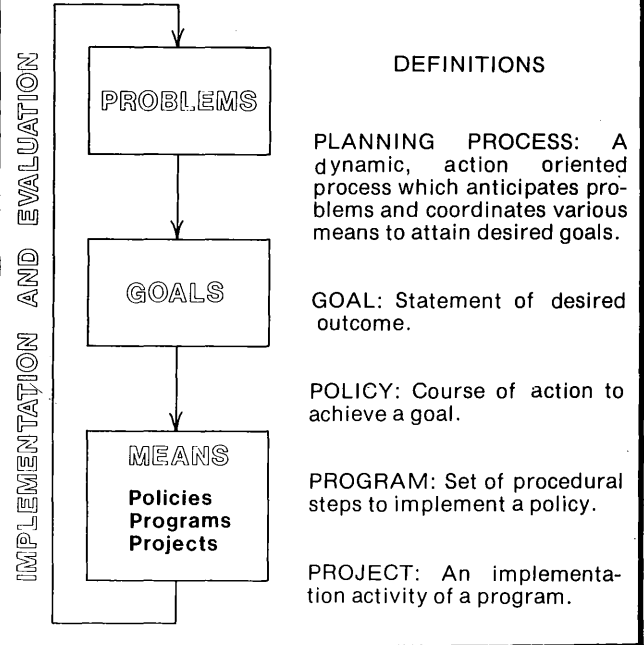 IMPLEMENTATION AND EVALUATION
PROBLEMS
GOALS
MEANS
Policies
Programs
Projects
DEFINITIONS
PLANNING PROCESS: A
dynamic, action oriented
process which anticipates pro-
blems and coordinates various
means to attain desired goals.
GOAL: Statement of desired
outcome.
POLICY: Course of action to
achieve a goal.
PROGRAM: Set of procedural
steps to implement a policy.
PROJECT: An implementa-
tion activity of a program.